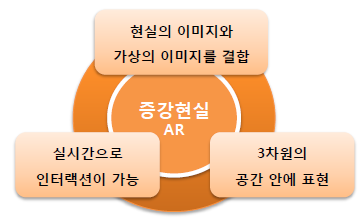 현실의 이미지와
가상의 이미지를 결합
증강현실
AR
실시간으로
인터랙션이 가능
3차원의
공간 안에 표현